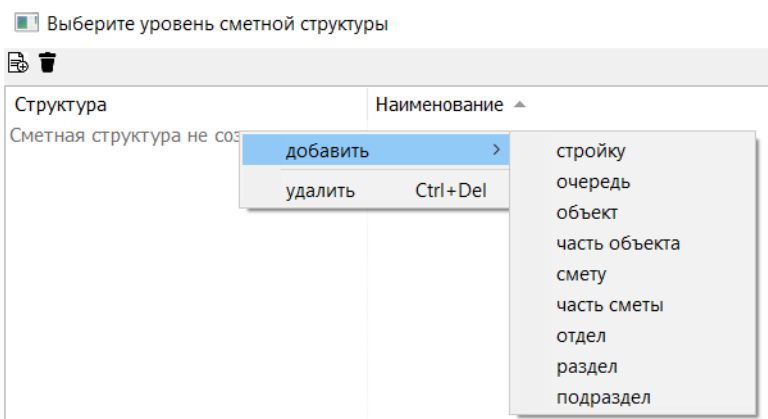 Выберите уровень сметной структуры
Структура
Наименование
Сметная структура не
добавить
удалить Ctrl+Del
стройку
очередь
объект
часть объекта
смету
часть сметы
отдел
раздел
подраздел